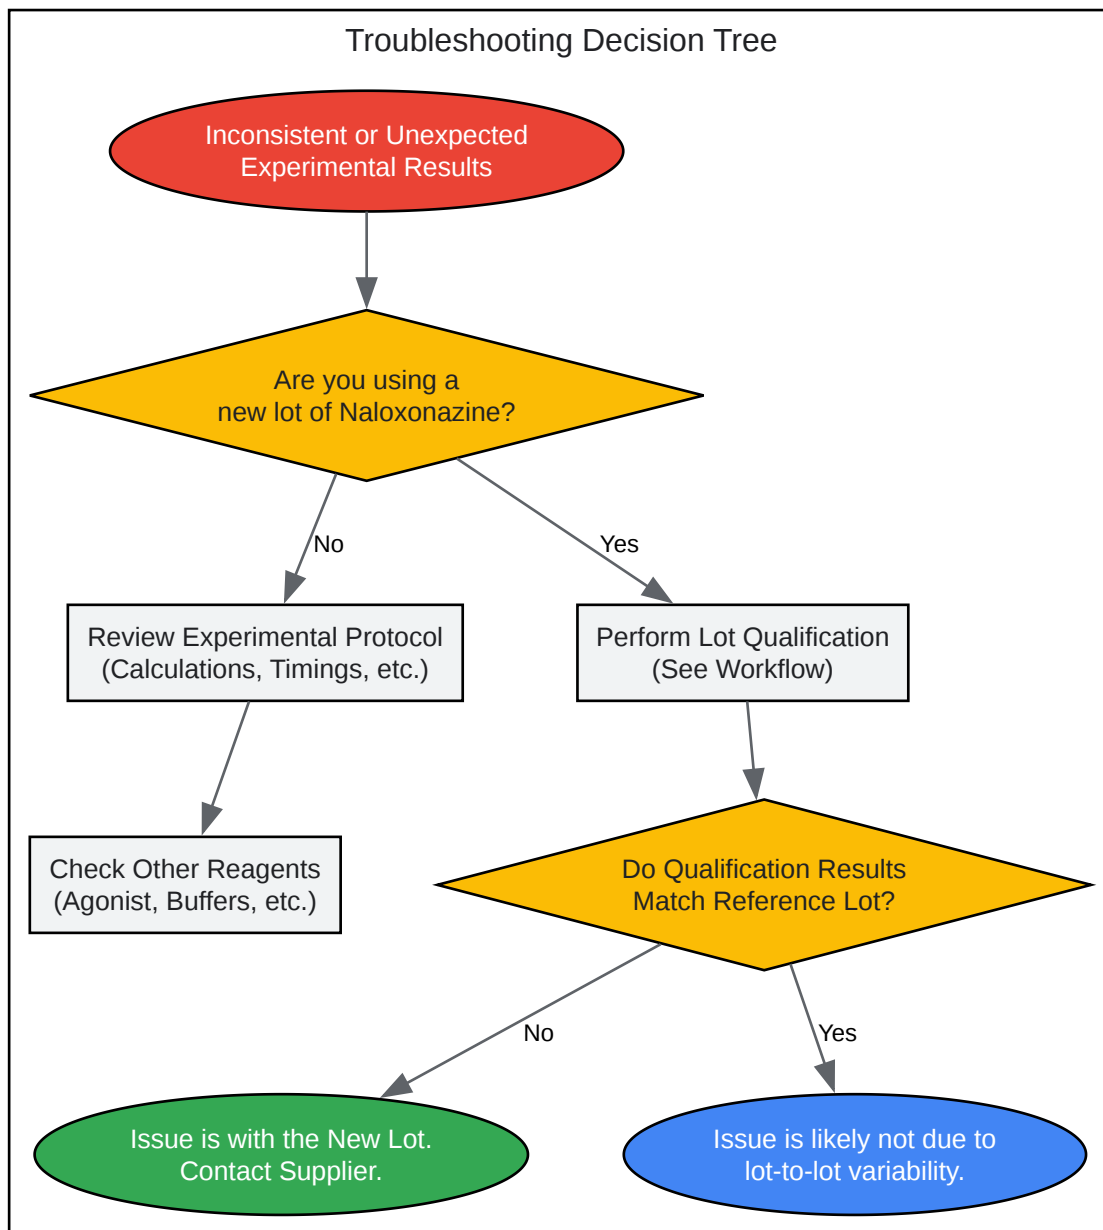 Troubleshooting Decision Tree
Inconsistent or Unexpected
Experimental Results
Are you using a
new lot of Naloxonazine?
No
Yes
Review Experimental Protocol
(Calculations, Timings, etc.)
Perform Lot Qualification
(See Workflow)
Check Other Reagents
(Agonist, Buffers, etc.)
Do Qualification Results
Match Reference Lot?
No
Yes
Issue is with the New Lot.
Contact Supplier.
Issue is likely not due to
lot-to-lot variability.